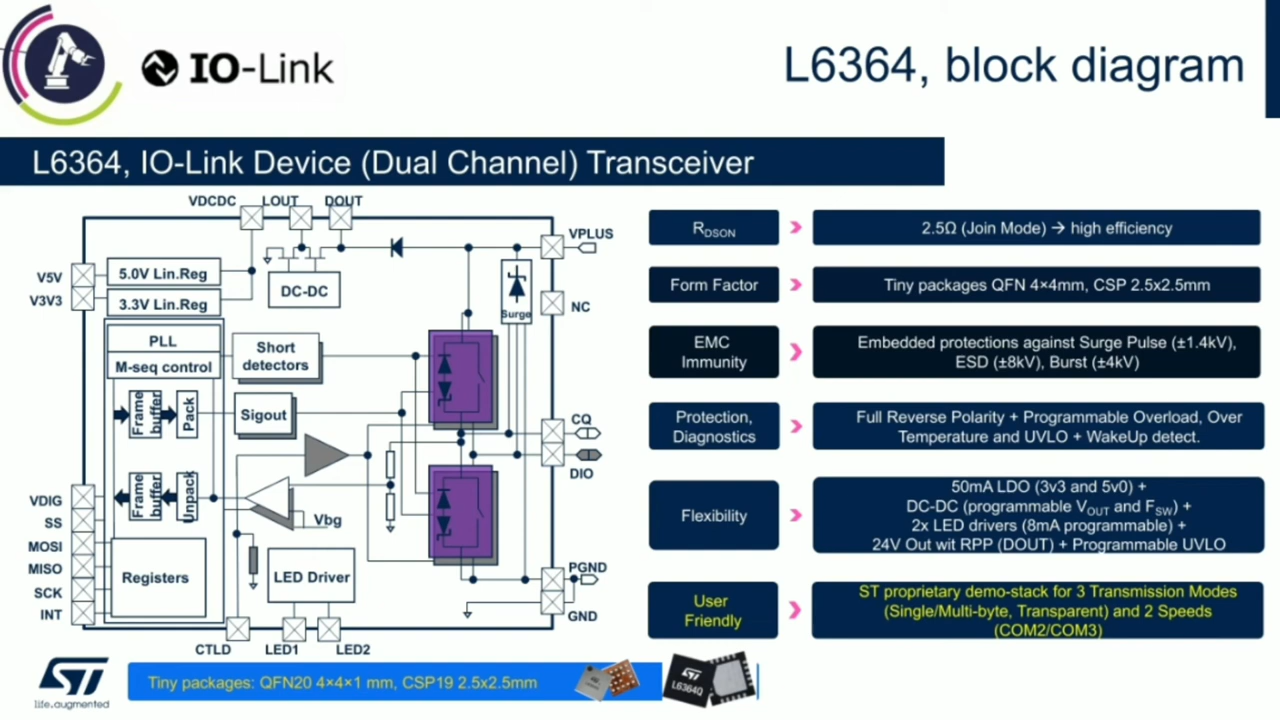 IO-Link
L6364, block diagram
L6364, IO-Link Device (Dual Channel) Transceiver
VDCDC
LOUT
DOUT
VPLUS
V5V
5.0V Lin.Reg
DC-DC
V3V3
3.3V Lin.Reg
NC
Surge
PLL
M-seq control
Short
detectors
Frame
buffer
Pack
Sigout
CQ
DIO
Frame
buffer
Unpack
Vbg
VDIG
SS
MOSI
MISO
SCK
INT
Registers
LED Driver
PGND
GND
CTLD
LED1
LED2
RDSON
2.5Ω (Join Mode) → high efficiency
Form Factor
Tiny packages QFN 4×4mm, CSP 2.5x2.5mm
EMC
Immunity
Embedded protections against Surge Pulse (±1.4kV),
ESD (±8kV), Burst (±4kV)
Protection,
Diagnostics
Full Reverse Polarity + Programmable Overload, Over
Temperature and UVLO + WakeUp detect.
Flexibility
50mA LDO (3v3 and 5v0) +
DC-DC (programmable VOUT and FSW) +
2x LED drivers (8mA programmable) +
24V Out wit RPP (DOUT) + Programmable UVLO
User
Friendly
ST proprietary demo-stack for 3 Transmission Modes
(Single/Multi-byte, Transparent) and 2 Speeds
(COM2/COM3)
ST
life.augmented
Tiny packages: QFN20 4×4×1 mm, CSP19 2.5x2.5mm
ST
L6364Q